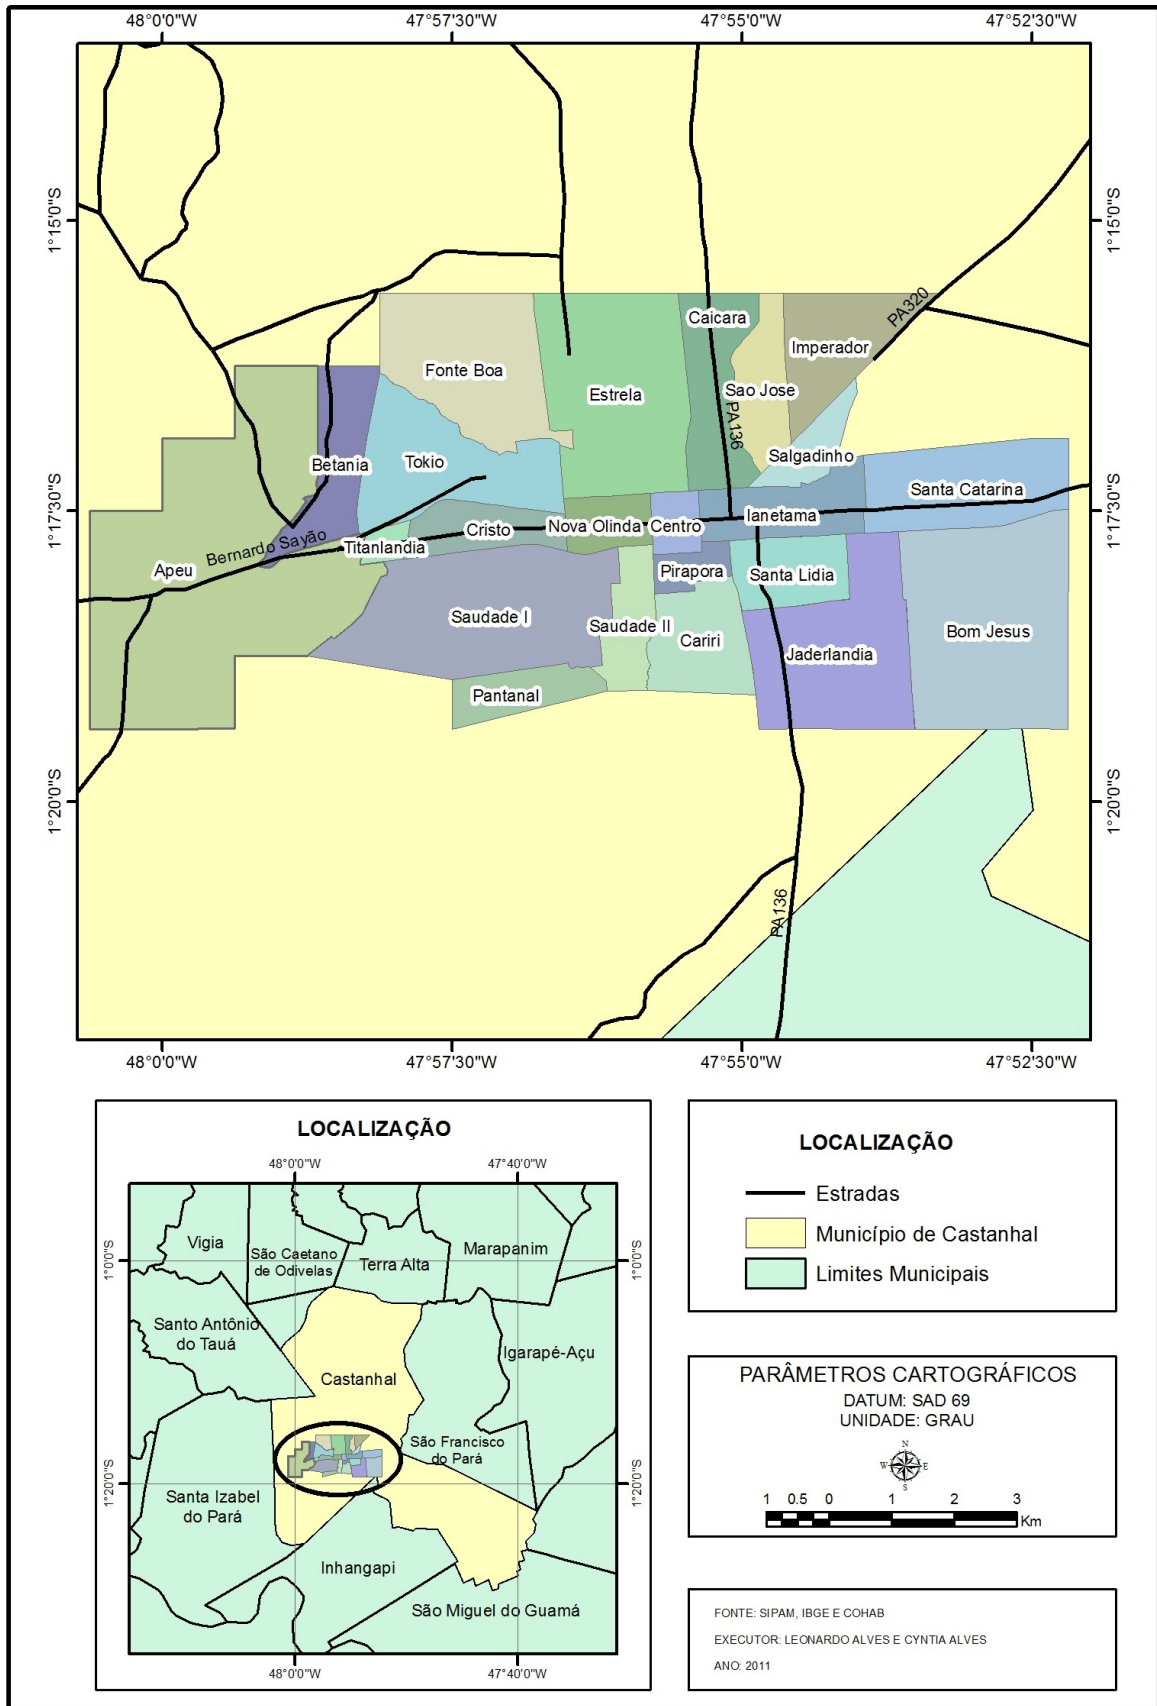 48°0'0"W
47°57'30"W
47°55'0"W
47°52'30"W
1°15'0"S
1°15'0"S
PA320
Caicara
Imperador
Fonte Boa
Estrela
Sao Jose
PA136
Betania
Tokio
Salgadinho
Santa Catarina
1°17'30"S
1°17'30"S
Bernardo Sayão
Titanlandia
Cristo
Nova Olinda
Centro
Ianetama
Apeu
Pirapora
Santa Lidia
Saudade I
Saudade II
Cariri
Jaderlandia
Bom Jesus
Pantanal
1°20'0"S
1°20'0"S
PA136
48°0'0"W
47°57'30"W
47°55'0"W
47°52'30"W
LOCALIZAÇÃO
48°0'0"W
47°40'0"W
Vigia
São Caetano
de Odivelas
Terra Alta
Marapanim
1°0'0"S
1°0'0"S
Santo Antônio
do Tauá
Castanhal
Igarapé-Açu
São Francisco
do Pará
1°20'0"S
1°20'0"S
Santa Izabel
do Pará
Inhangapi
São Miguel do Guamá
48°0'0"W
47°40'0"W
LOCALIZAÇÃO
Estradas
Município de Castanhal
Limites Municipais
PARÂMETROS CARTOGRÁFICOS
DATUM: SAD 69
UNIDADE: GRAU
N
W
E
S
1 0.5 0 1 2 3
Km
FONTE: SIPAM, IBGE E COHAB
EXECUTOR: LEONARDO ALVES E CYNTIA ALVES
ANO: 2011